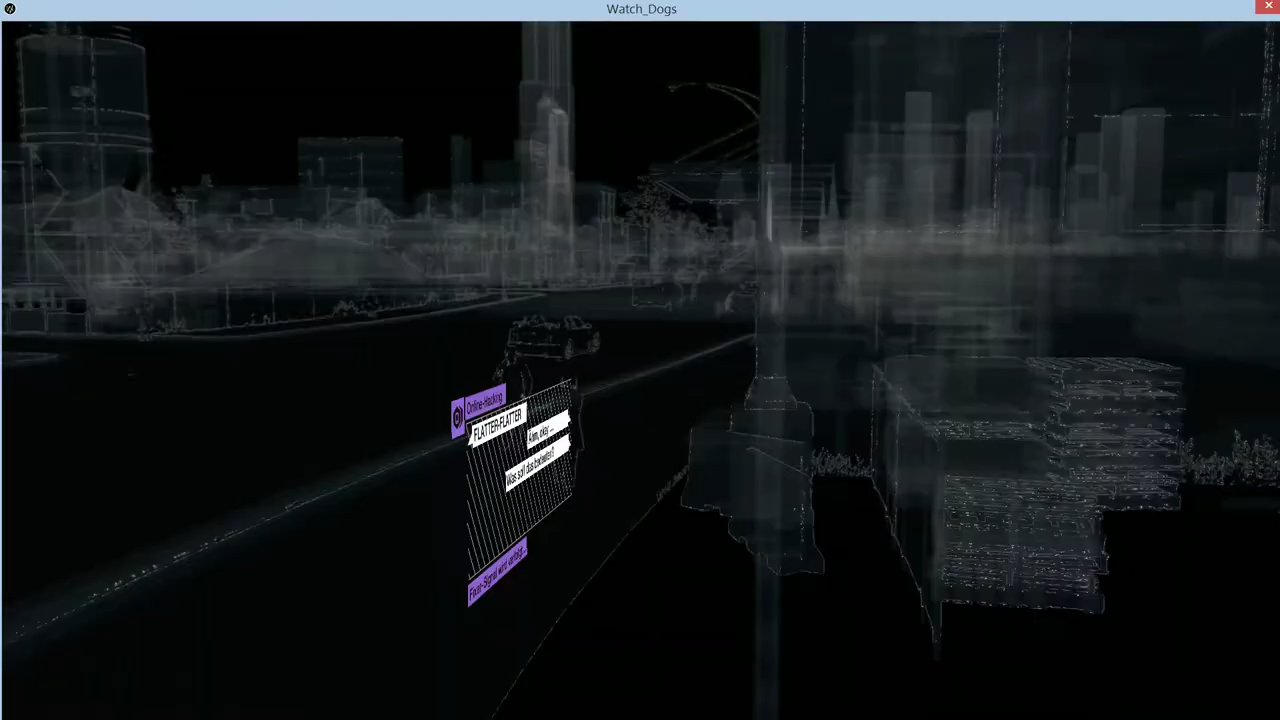 Watch_Dogs
Online-Hacking
FLATTER-FLATTER
Ähm, okay ...
Was soll das bedeuten?
Fixer-Signal wird verfolgt...